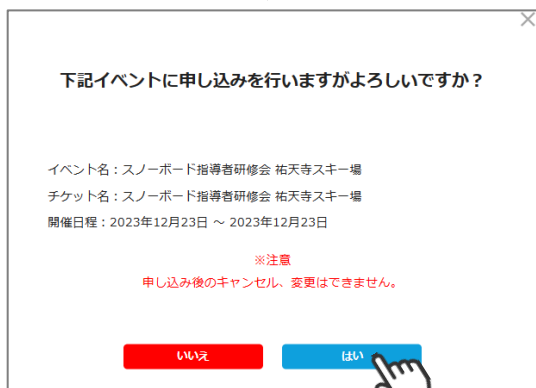 下記イベントに申し込みを行いますがよろしいですか？
イベント名：スノーボード指導者研修会 祐天寺スキー場
チケット名：スノーボード指導者研修会 祐天寺スキー場
開催日程：2023年12月23日 ～ 2023年12月23日
※注意
申し込み後のキャンセル、変更はできません。
いいえ
はい